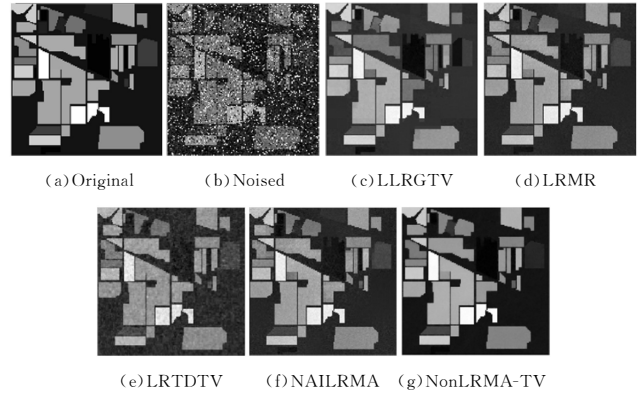 (a)Original
(b)Noised
(c)LLRGTV
(d)LRMR
(e)LRTDTV
(f)NAILRMA
(g)NonLRMA-TV